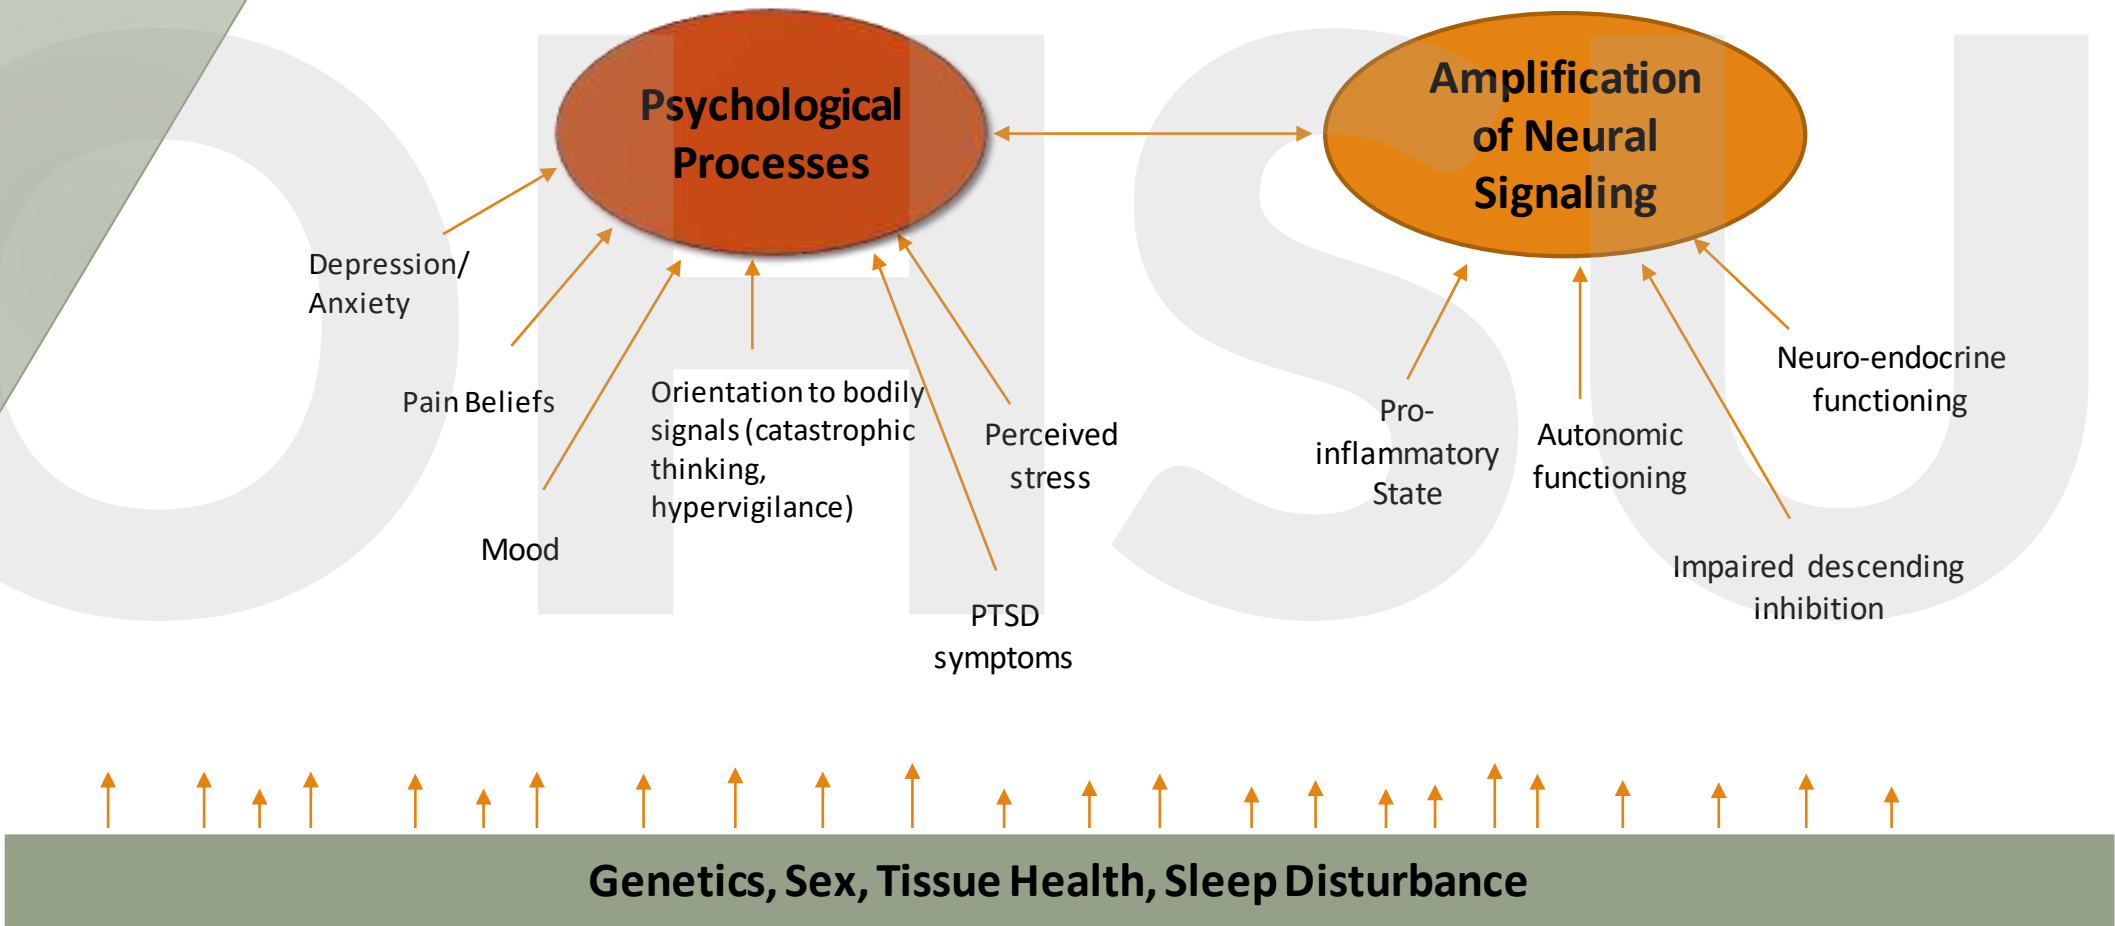 Psychological
Processes
Amplification
of Neural
Signaling
Depression/
Anxiety
Pain Beliefs
Mood
Orientation to bodily
signals (catastrophic
thinking,
hypervigilance)
Perceived
stress
PTSD
symptoms
Pro-
inflammatory
State
Autonomic
functioning
Neuro-endocrine
functioning
Impaired descending
inhibition
Genetics, Sex, Tissue Health, Sleep Disturbance
OHSU